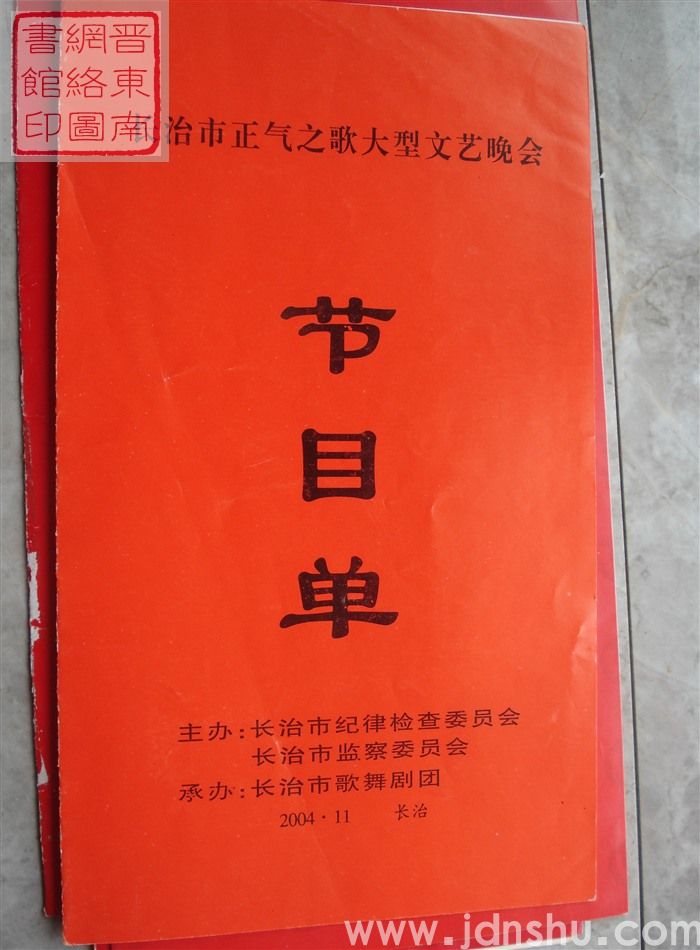 晋东南
網絡圖
書館印
长治市正气之歌大型文艺晚会
节
目
单
主办:长治市纪律检查委员会
长治市监察委员会
承办:长治市歌舞剧团
2004·11 长治
www.jdnshu.com